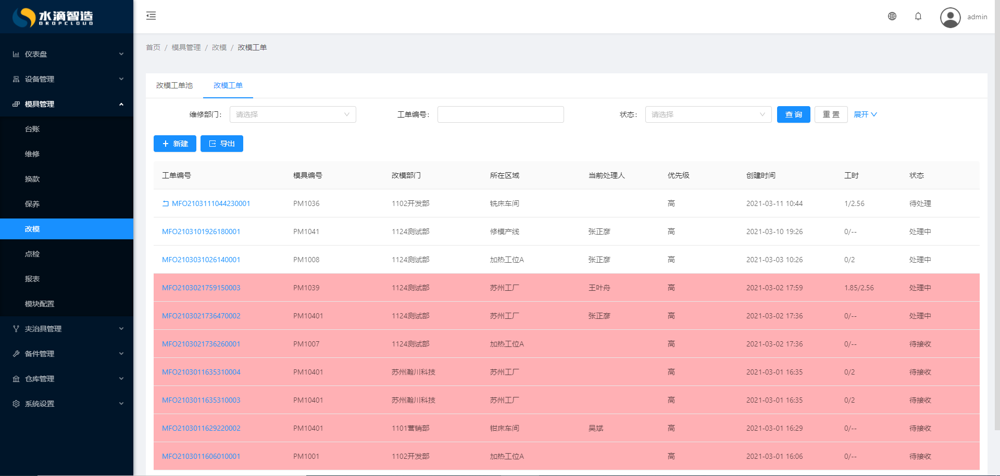 水滴智造
DROPCLOUD
admin
仪表盘
设备管理
模具管理
台账
维修
换款
保养
改模
点检
报表
模块配置
夹治具管理
备件管理
仓库管理
系统设置
首页 / 模具管理 / 改模 / 改模工单
改模工单池 改模工单
维修部门： 请选择 工单编号： 状态： 请选择 查 询 重 置 展开
新建 导出
工单编号 模具编号 改模部门 所在区域 当前处理人 优先级 创建时间 工时 状态
MFO2103111044230001 PM1036 1102开发部 铣床车间 高 2021-03-11 10:44 1/2.56 待处理
MFO2103101926180001 PM1041 1124测试部 修模产线 张正彦 高 2021-03-10 19:26 0/-- 处理中
MFO2103031026140001 PM1008 1124测试部 加热工位A 张正彦 高 2021-03-03 10:26 0/2 处理中
MFO2103021759150003 PM1039 1124测试部 苏州工厂 王叶舟 高 2021-03-02 17:59 1.85/2.56 处理中
MFO2103021736470002 PM10401 1124测试部 苏州工厂 张正彦 高 2021-03-02 17:36 0/-- 处理中
MFO2103021736260001 PM1007 1124测试部 加热工位A 高 2021-03-02 17:36 0/-- 待接收
MFO2103011635310004 PM10401 苏州瀚川科技 苏州工厂 高 2021-03-01 16:35 0/2 待接收
MFO2103011635310003 PM10401 苏州瀚川科技 苏州工厂 高 2021-03-01 16:35 0/2 待接收
MFO2103011629220002 PM10401 1101营销部 钳床车间 吴斌 高 2021-03-01 16:29 0/-- 待接收
MFO2103011606010001 PM1001 1102开发部 加热工位A 高 2021-03-01 16:06 0/-- 待接收